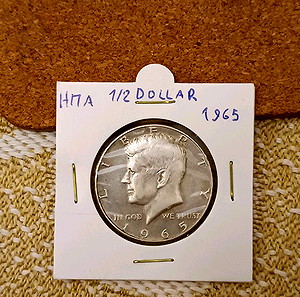 ΗΠΑ 1/2 DOLLAR
1965
LIBERTY
IN GOD WE TRUST
1965